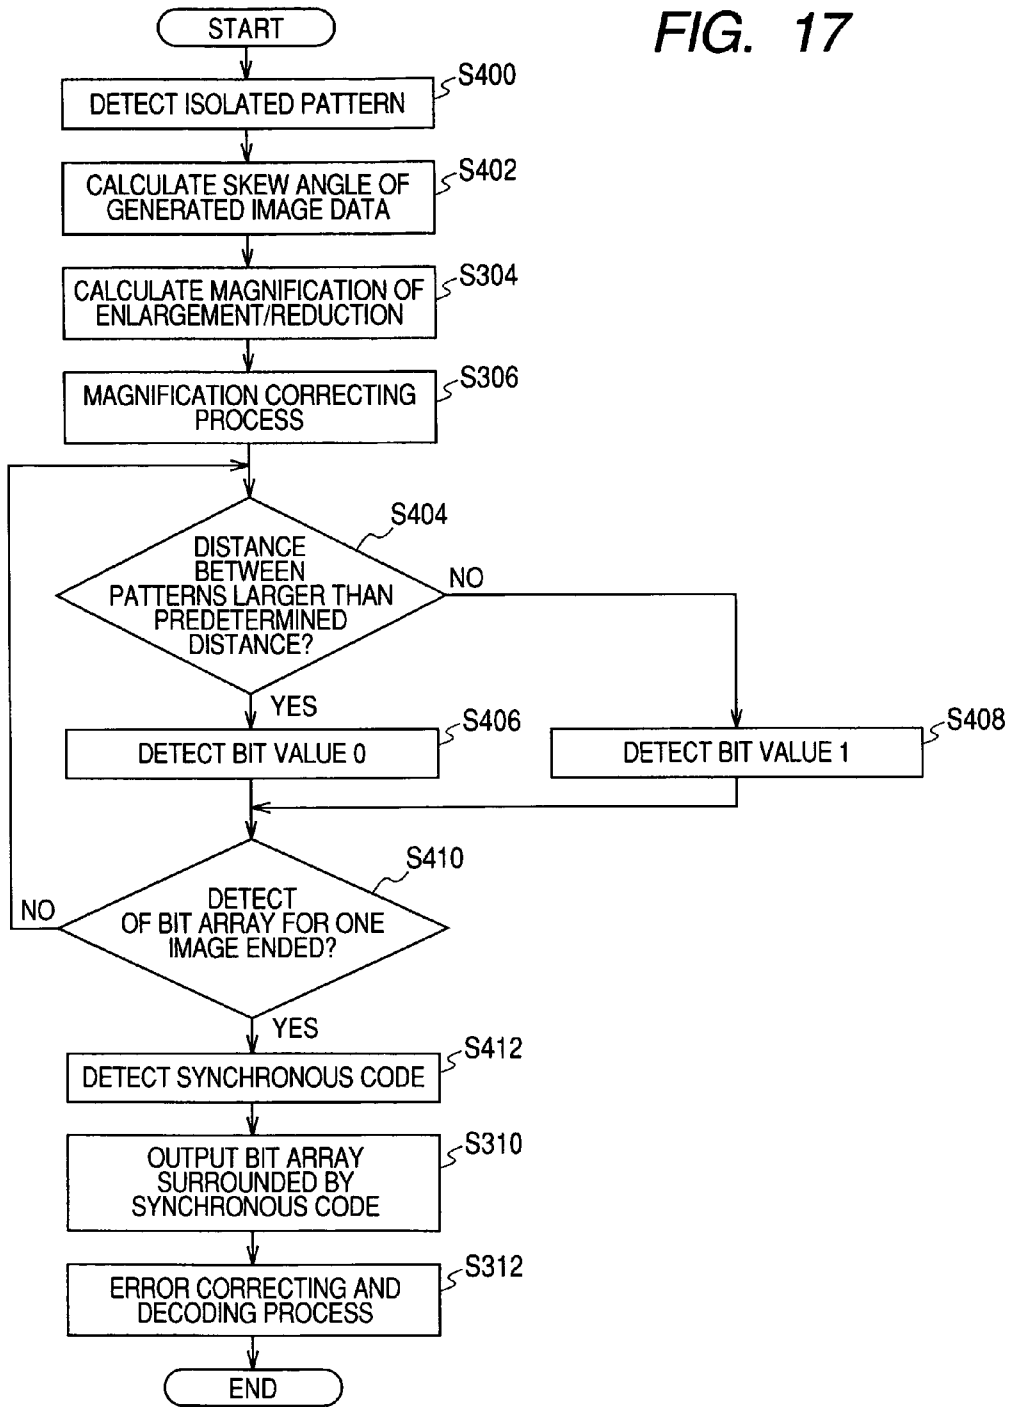 START
FIG. 17
S400
DETECT ISOLATED PATTERN
S402
CALCULATE SKEW ANGLE OF
GENERATED IMAGE DATA
S304
CALCULATE MAGNIFICATION OF
ENLARGEMENT/REDUCTION
S306
MAGNIFICATION CORRECTING
PROCESS
S404
DISTANCE
BETWEEN
PATTERNS LARGER THAN
PREDETERMINED
DISTANCE?
NO
YES
S406
DETECT BIT VALUE 0
S408
DETECT BIT VALUE 1
S410
DETECT
OF BIT ARRAY FOR ONE
IMAGE ENDED?
NO
YES
S412
DETECT SYNCHRONOUS CODE
S310
OUTPUT BIT ARRAY
SURROUNDED BY
SYNCHRONOUS CODE
S312
ERROR CORRECTING AND
DECODING PROCESS
END